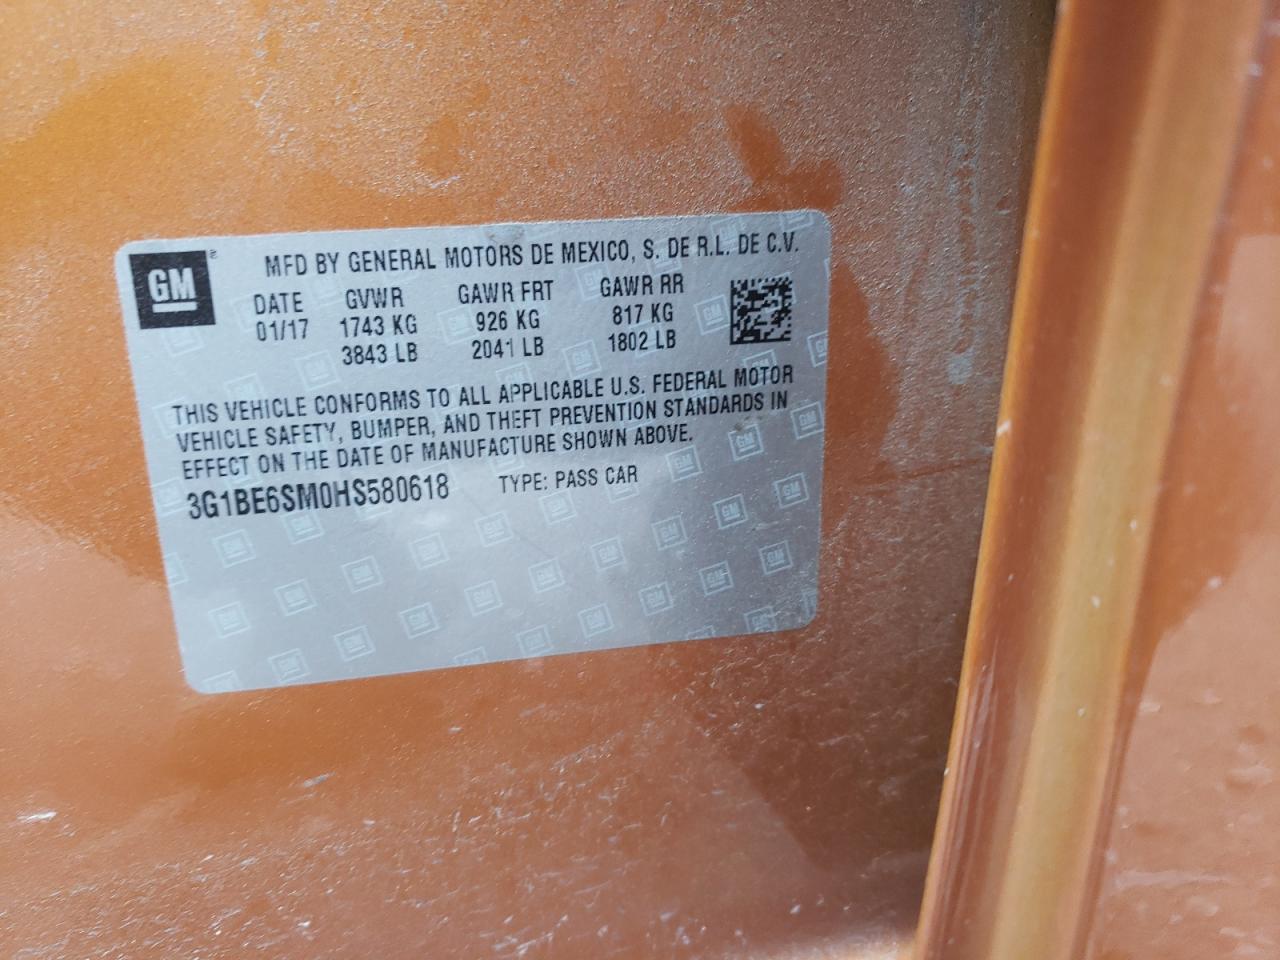 GM
MFD BY GENERAL MOTORS DE MEXICO, S. DE R.L. DE C.V.
DATE GVWR GAWR FRT GAWR RR
01/17 1743 KG 926 KG 817 KG
3843 LB 2041 LB 1802 LB
THIS VEHICLE CONFORMS TO ALL APPLICABLE U.S. FEDERAL MOTOR
VEHICLE SAFETY, BUMPER, AND THEFT PREVENTION STANDARDS IN
EFFECT ON THE DATE OF MANUFACTURE SHOWN ABOVE.
3G1BE6SM0HS580618 TYPE: PASS CAR